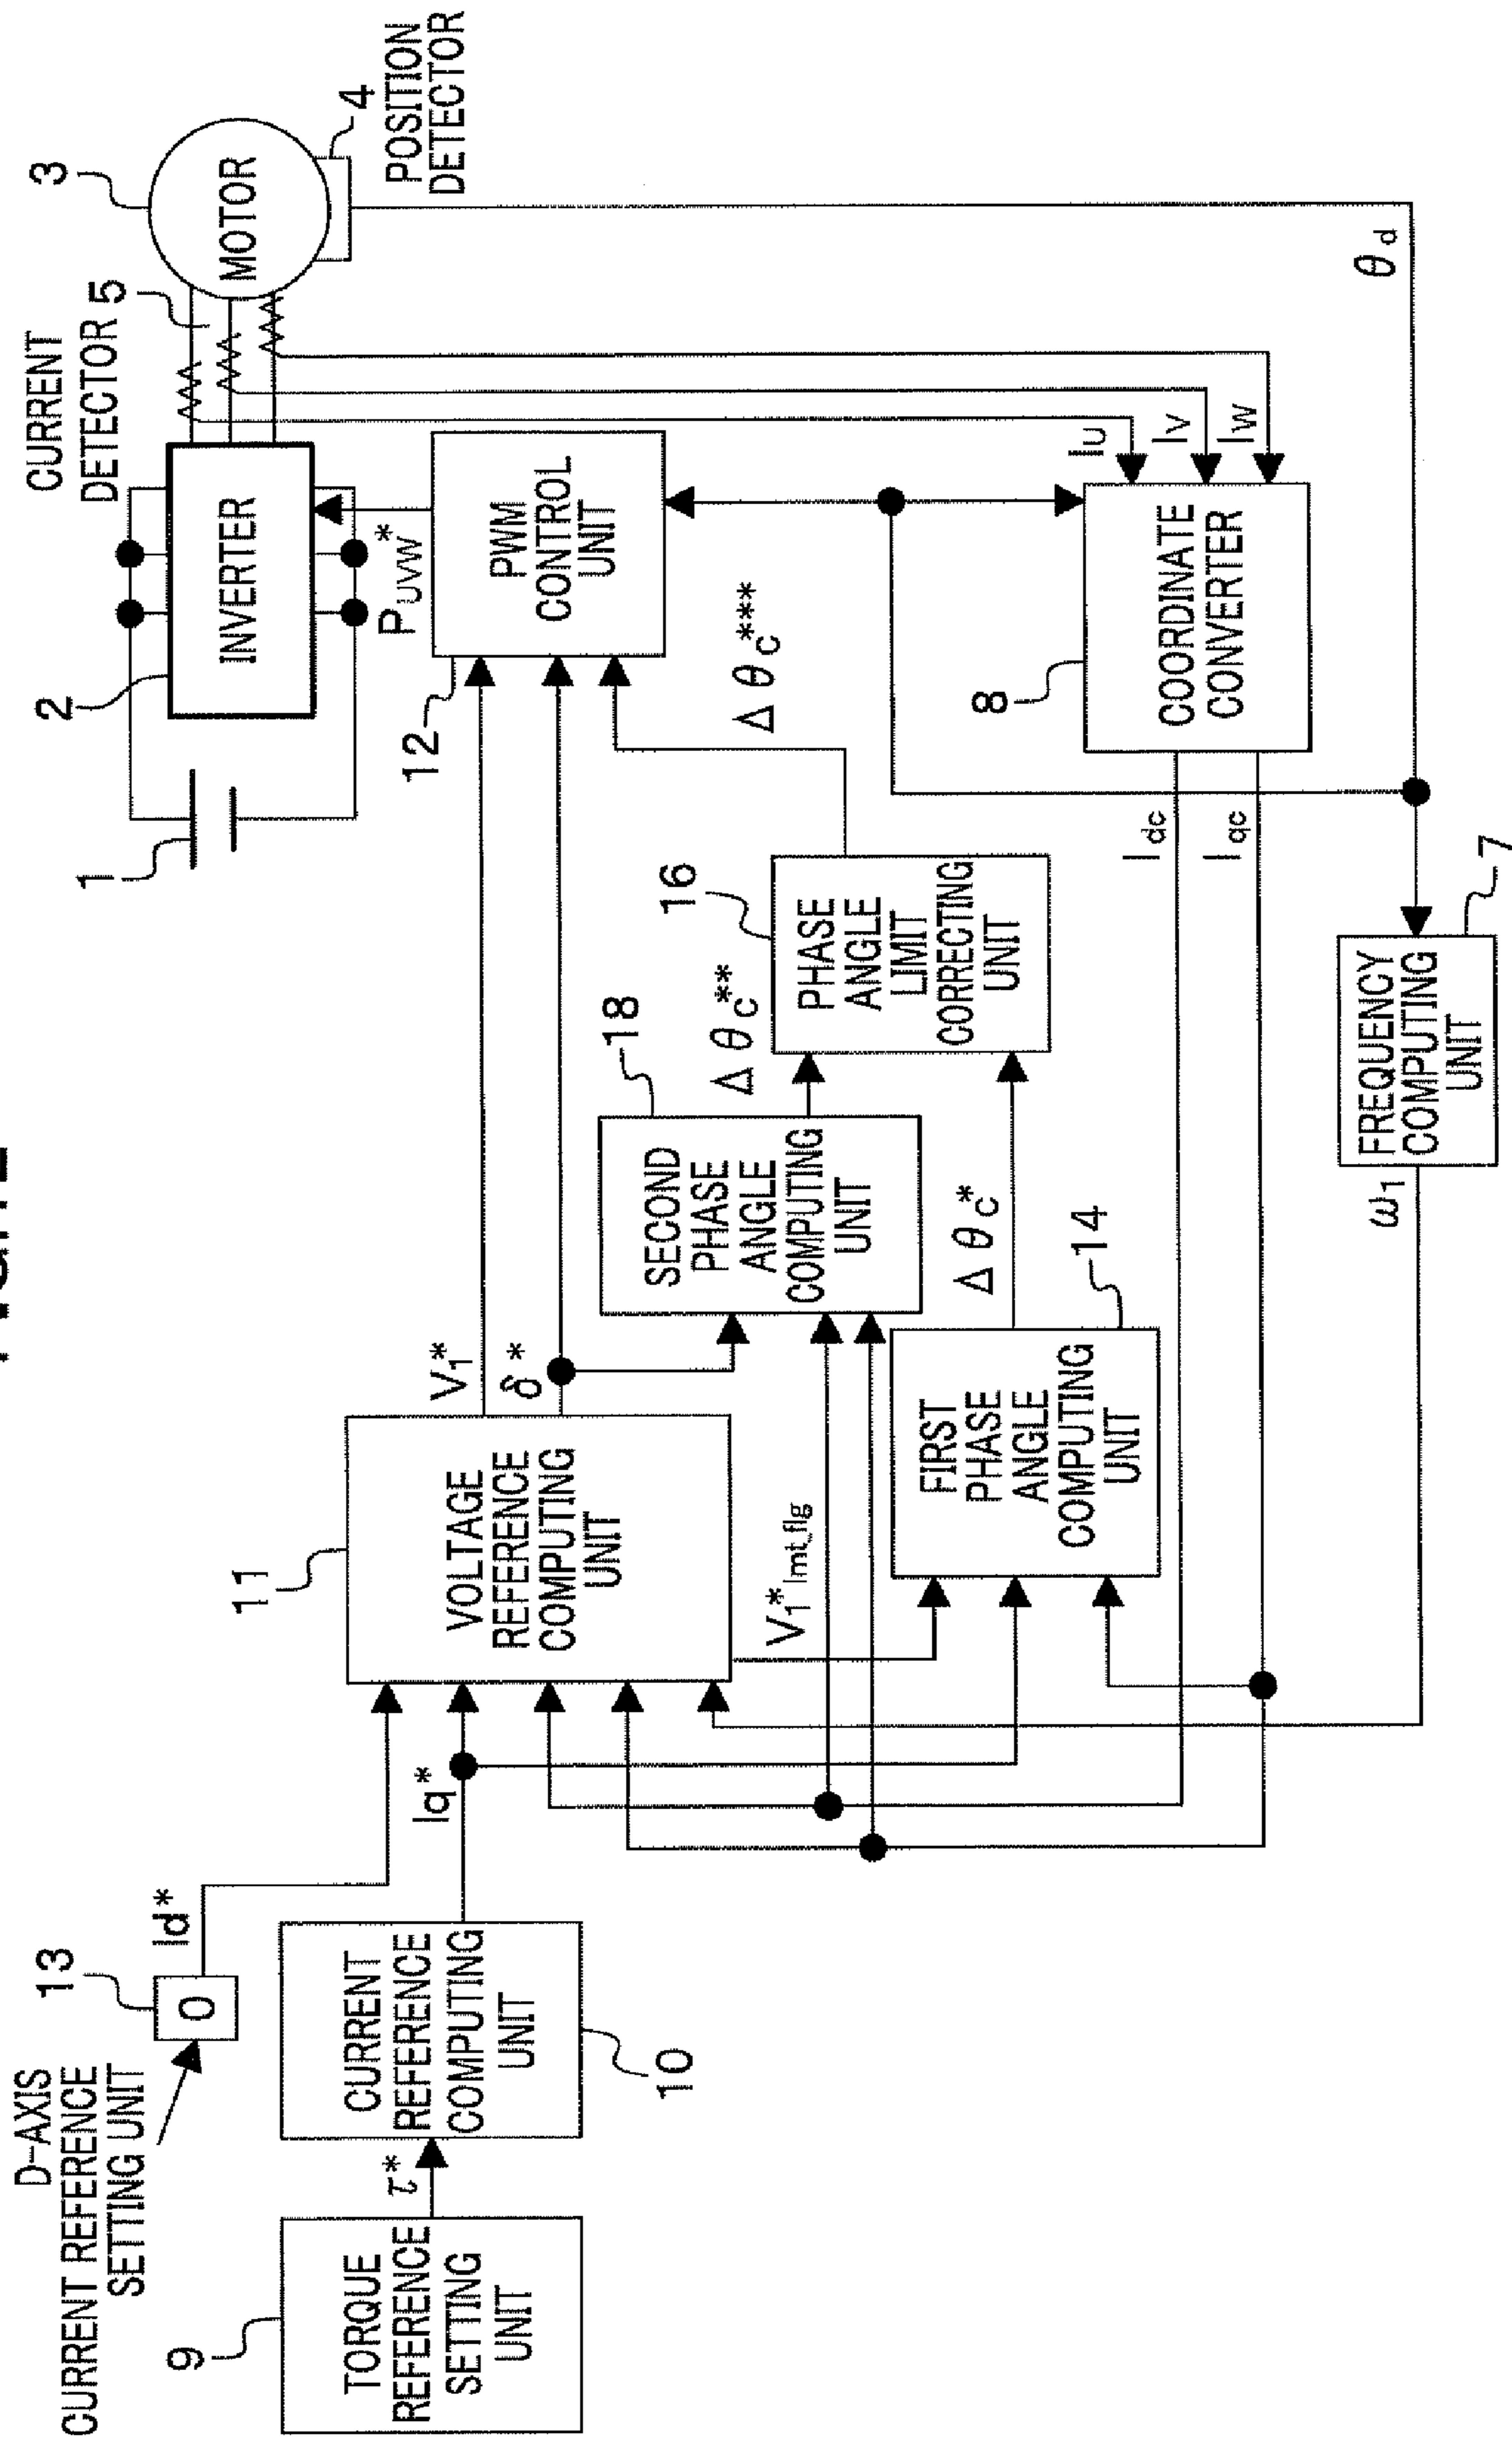 D-AXIS
CURRENT REFERENCE
SETTING UNIT
13
0
Id*
9
TORQUE
REFERENCE
SETTING
UNIT
τ*
CURRENT
REFERENCE
COMPUTING
UNIT
10
Iq*
11
VOLTAGE
REFERENCE
COMPUTING
UNIT
V1*
δ*
V1* lmt_flg
FIRST
PHASE
ANGLE
COMPUTING
UNIT
14
Δθc*
SECOND
PHASE
ANGLE
COMPUTING
UNIT
18
Δθc**
16
PHASE
ANGLE
LIMIT
CORRECTING
UNIT
Δθc***
12
PWM
CONTROL
UNIT
PUVW*
1
2
INVERTER
CURRENT
DETECTOR 5
3
MOTOR
4
POSITION
DETECTOR
IU
IV
IW
8
COORDINATE
CONVERTER
Idc
Iqc
θd
7
FREQUENCY
COMPUTING
UNIT
ω1